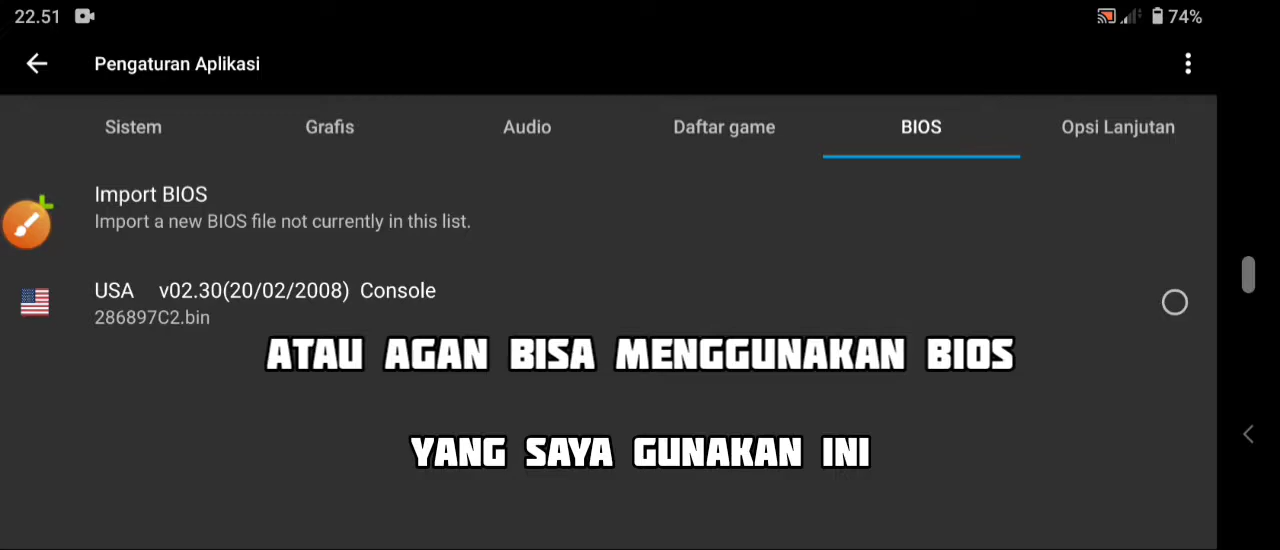 22.51
74%
Pengaturan Aplikasi
Sistem Grafis Audio Daftar game BIOS Opsi Lanjutan
Import BIOS
Import a new BIOS file not currently in this list.
USA v02.30(20/02/2008) Console
286897C2.bin
ATAU AGAN BISA MENGGUNAKAN BIOS
YANG SAYA GUNAKAN INI